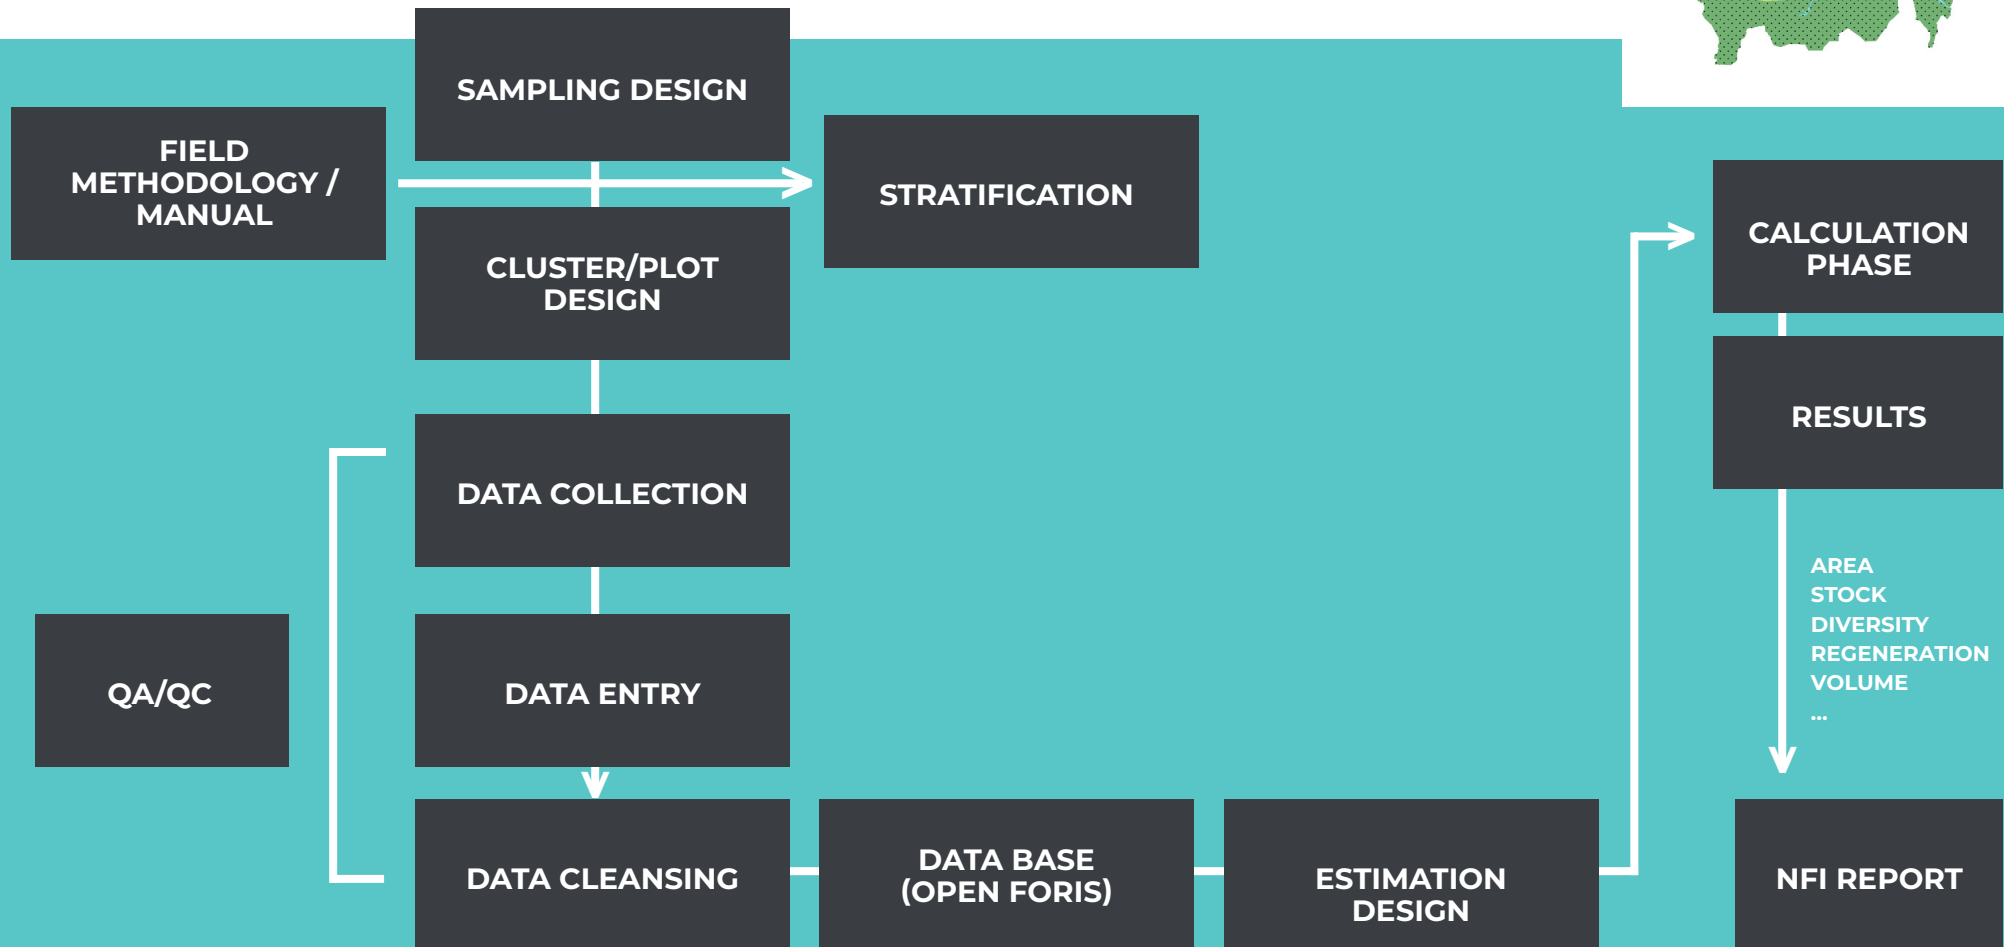 SAMPLING DESIGN
FIELD
METHODOLOGY /
MANUAL
STRATIFICATION
CLUSTER/PLOT
DESIGN
CALCULATION
PHASE
RESULTS
DATA COLLECTION
AREA
STOCK
DIVERSITY
REGENERATION
VOLUME
...
QA/QC
DATA ENTRY
DATA CLEANSING
DATA BASE
(OPEN FORIS)
ESTIMATION
DESIGN
NFI REPORT